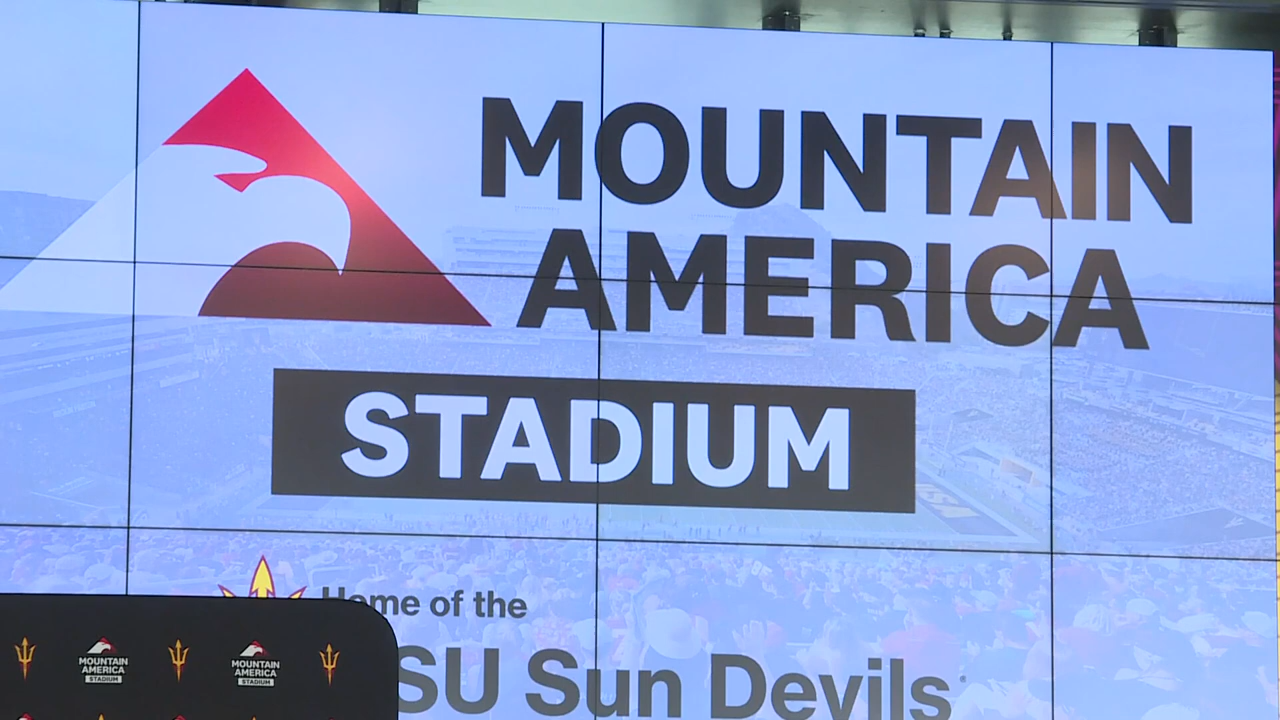 MOUNTAIN
AMERICA
STADIUM
Home of the
SU Sun Devils
MOUNTAIN
AMERICA
STADIUM
MOUNTAIN
AMERICA
STADIUM